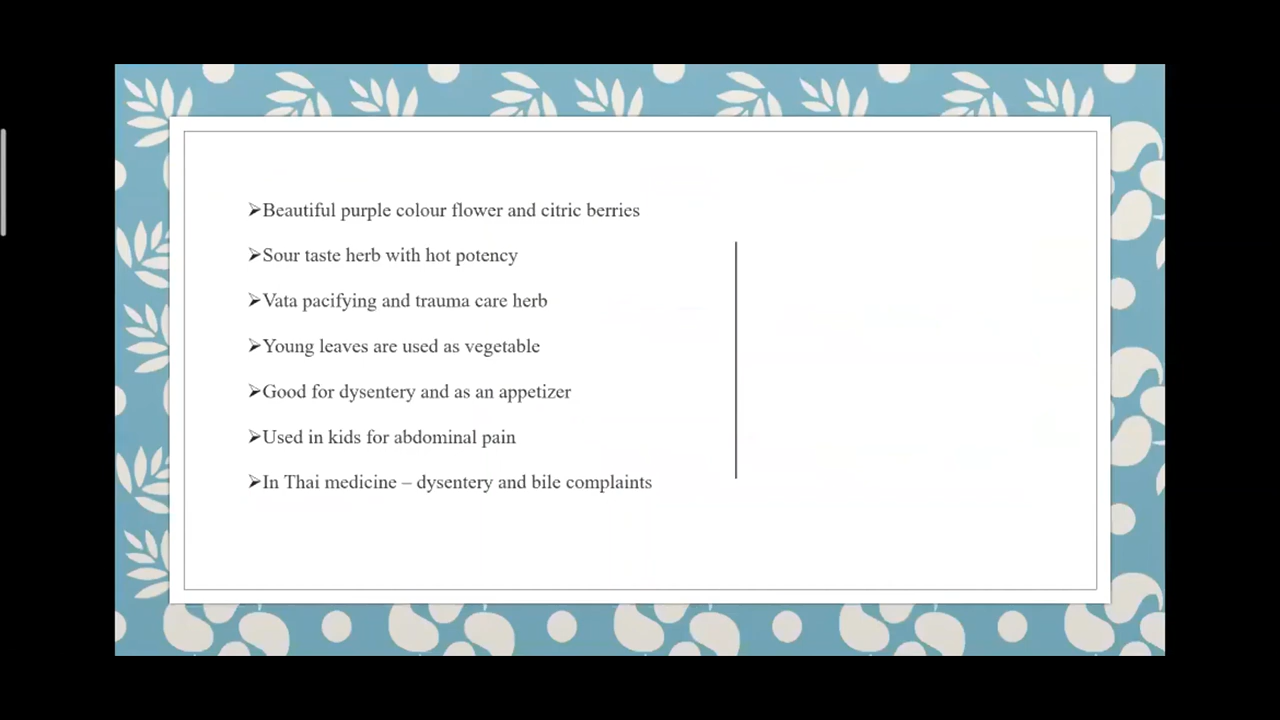 ➢Beautiful purple colour flower and citric berries
➢Sour taste herb with hot potency
➢Vata pacifying and trauma care herb
➢Young leaves are used as vegetable
➢Good for dysentery and as an appetizer
➢Used in kids for abdominal pain
➢In Thai medicine – dysentery and bile complaints